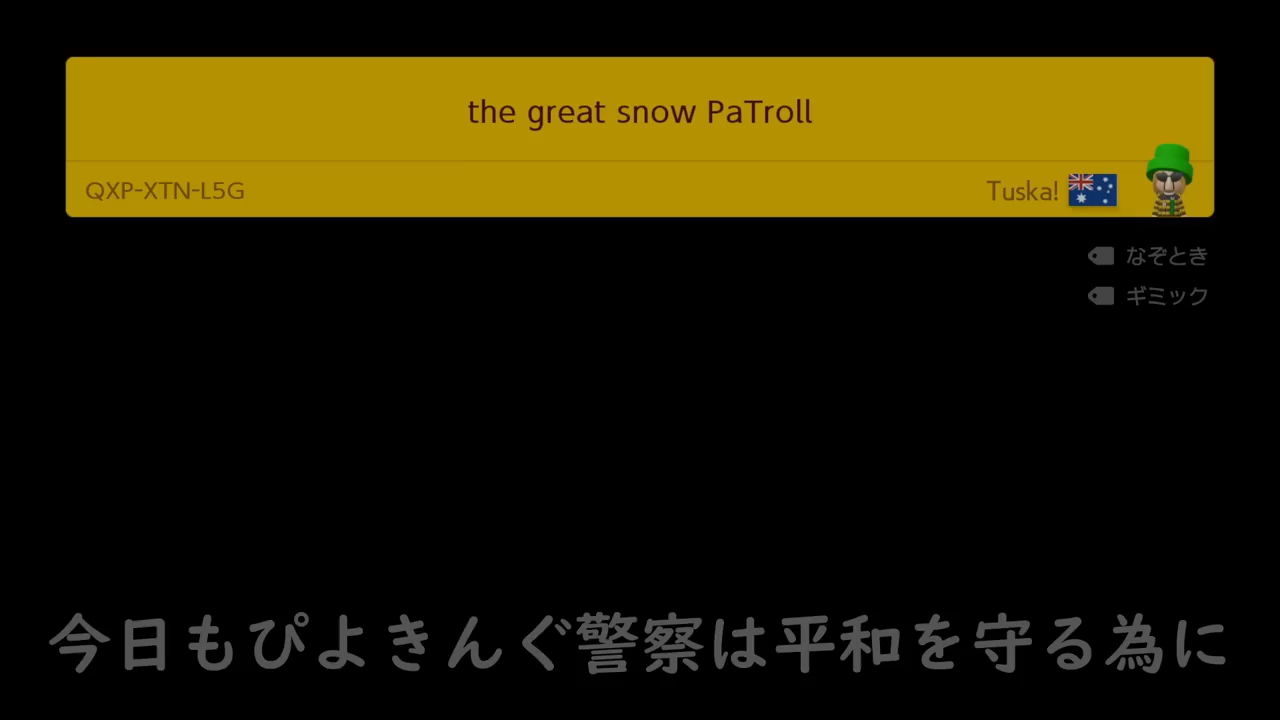 the great snow PaTroll
QXP-XTN-L5G
Tuska!
なぞとき
ギミック
今日もぴよきんぐ警察は平和を守る為に